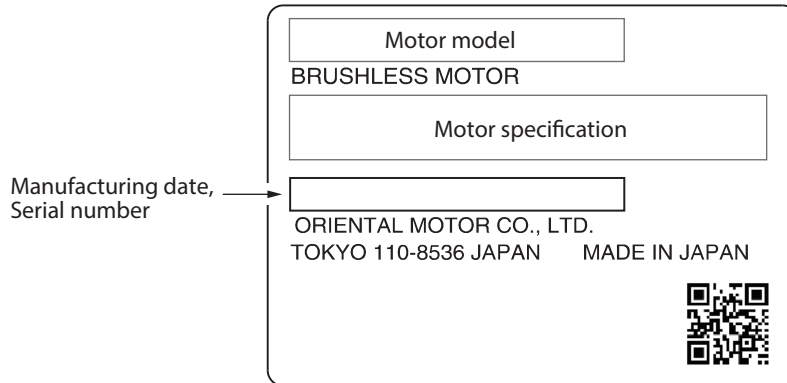 Motor model
BRUSHLESS MOTOR
Motor specification
Manufacturing date,
Serial number
ORIENTAL MOTOR CO., LTD.
TOKYO 110-8536 JAPAN MADE IN JAPAN